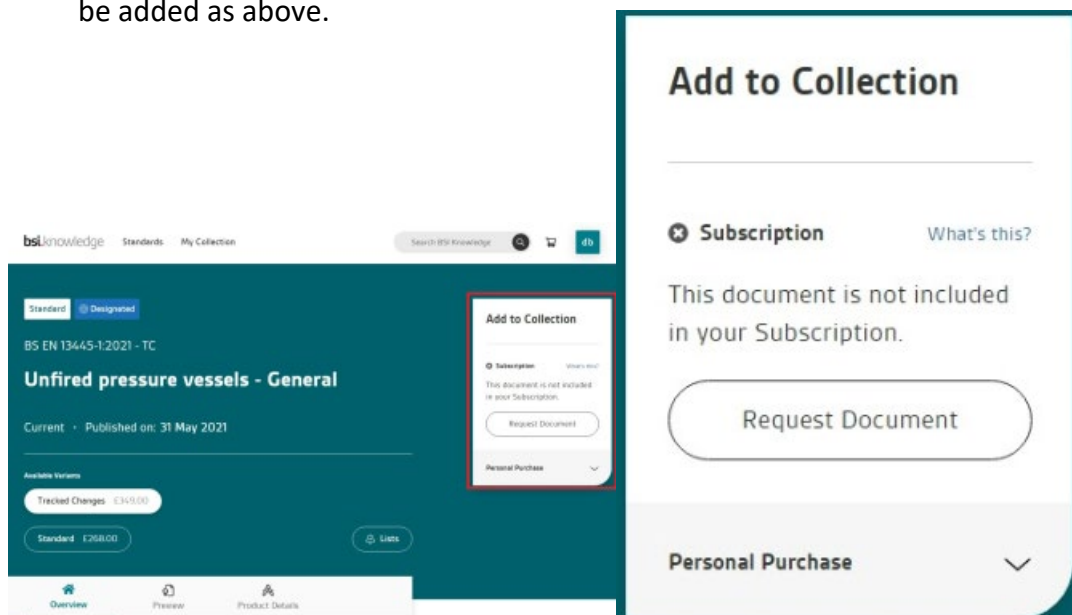 be added as above.
bsi.knowledge Standards My Collection Search BSI Knowledge db
Standard Designated
BS EN 13445-1:2021 - TC
Unfired pressure vessels - General
Current · Published on: 31 May 2021
Available Variants
Tracked Changes £349.00
Standard £268.00
Lists
Overview Preview Product Details
Add to Collection
Subscription What's this?
This document is not included
in your Subscription.
Request Document
Personal Purchase
Add to Collection
Subscription What's this?
This document is not included
in your Subscription.
Request Document
Personal Purchase